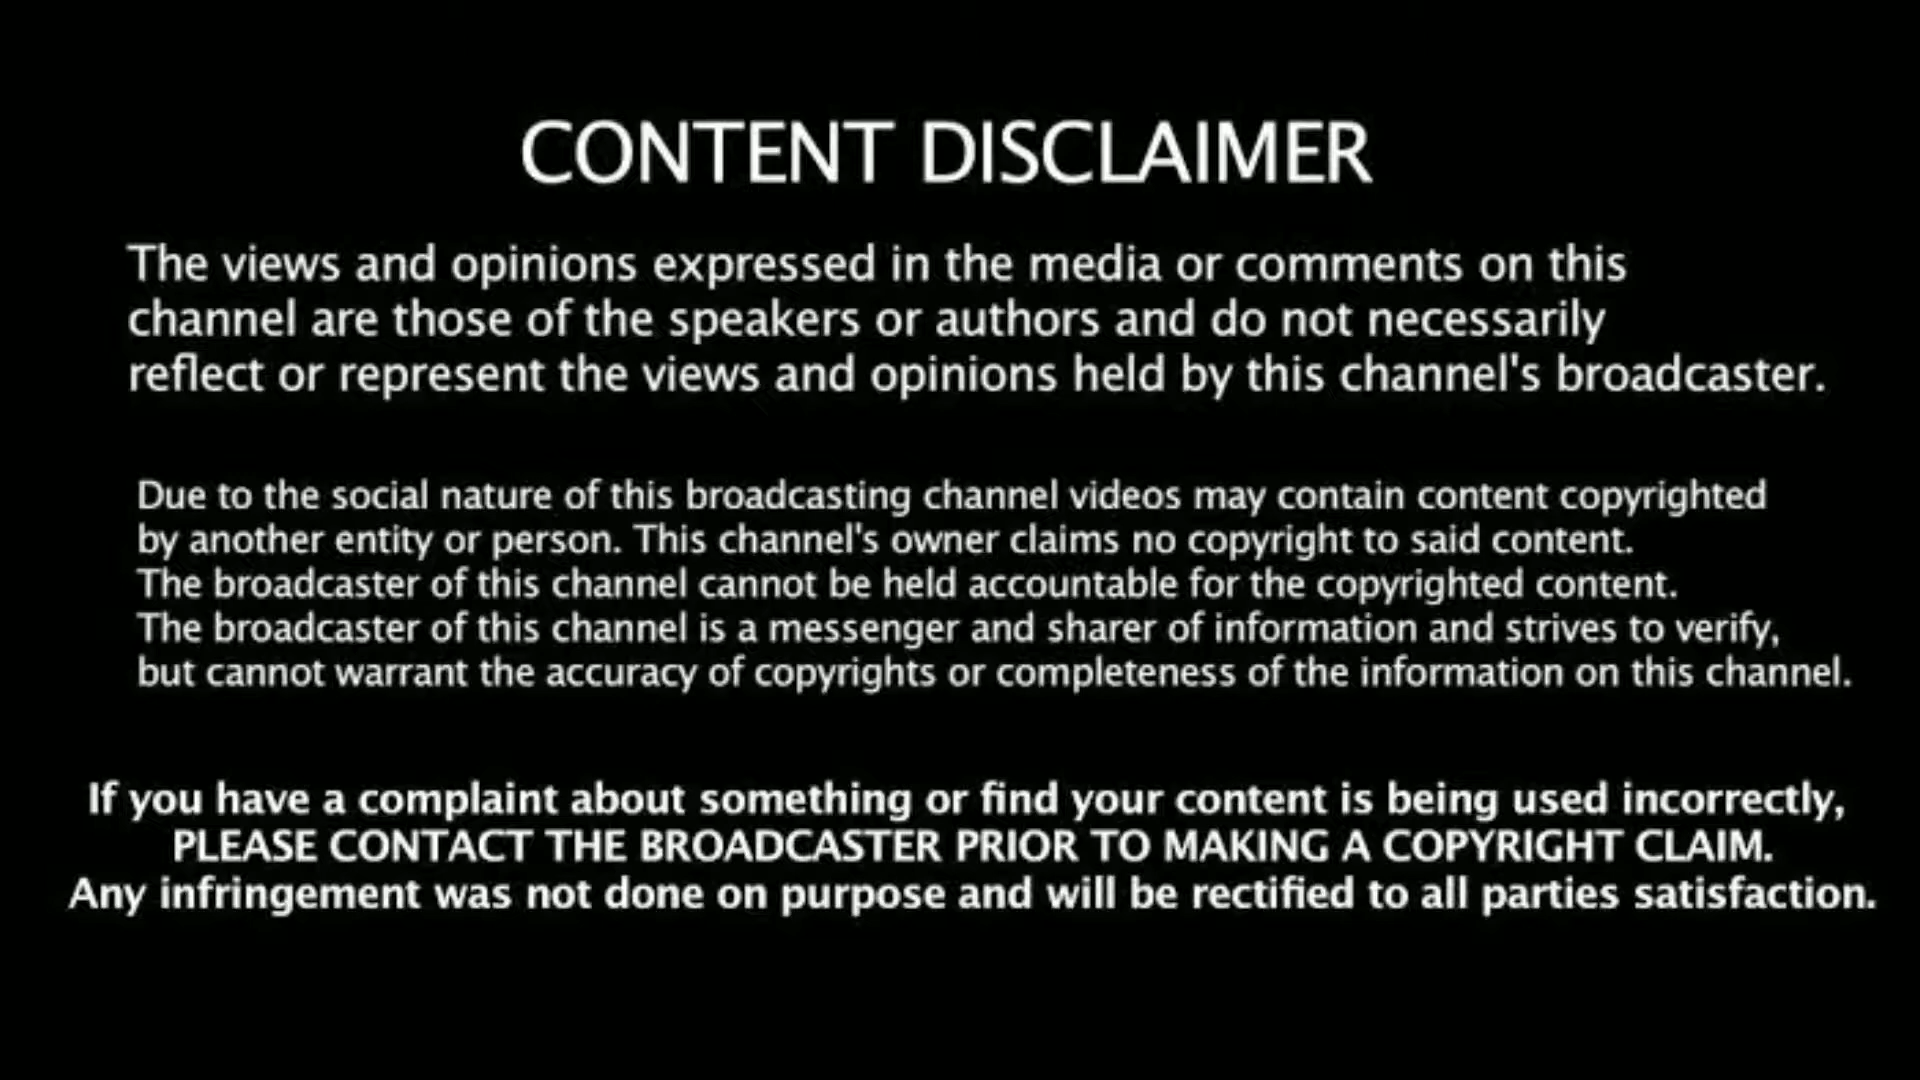 CONTENT DISCLAIMER
The views and opinions expressed in the media or comments on this
channel are those of the speakers or authors and do not necessarily
reflect or represent the views and opinions held by this channel's broadcaster.
Due to the social nature of this broadcasting channel videos may contain content copyrighted
by another entity or person. This channel's owner claims no copyright to said content.
The broadcaster of this channel cannot be held accountable for the copyrighted content.
The broadcaster of this channel is a messenger and sharer of information and strives to verify,
but cannot warrant the accuracy of copyrights or completeness of the information on this channel.
If you have a complaint about something or find your content is being used incorrectly,
PLEASE CONTACT THE BROADCASTER PRIOR TO MAKING A COPYRIGHT CLAIM.
Any infringement was not done on purpose and will be rectified to all parties satisfaction.